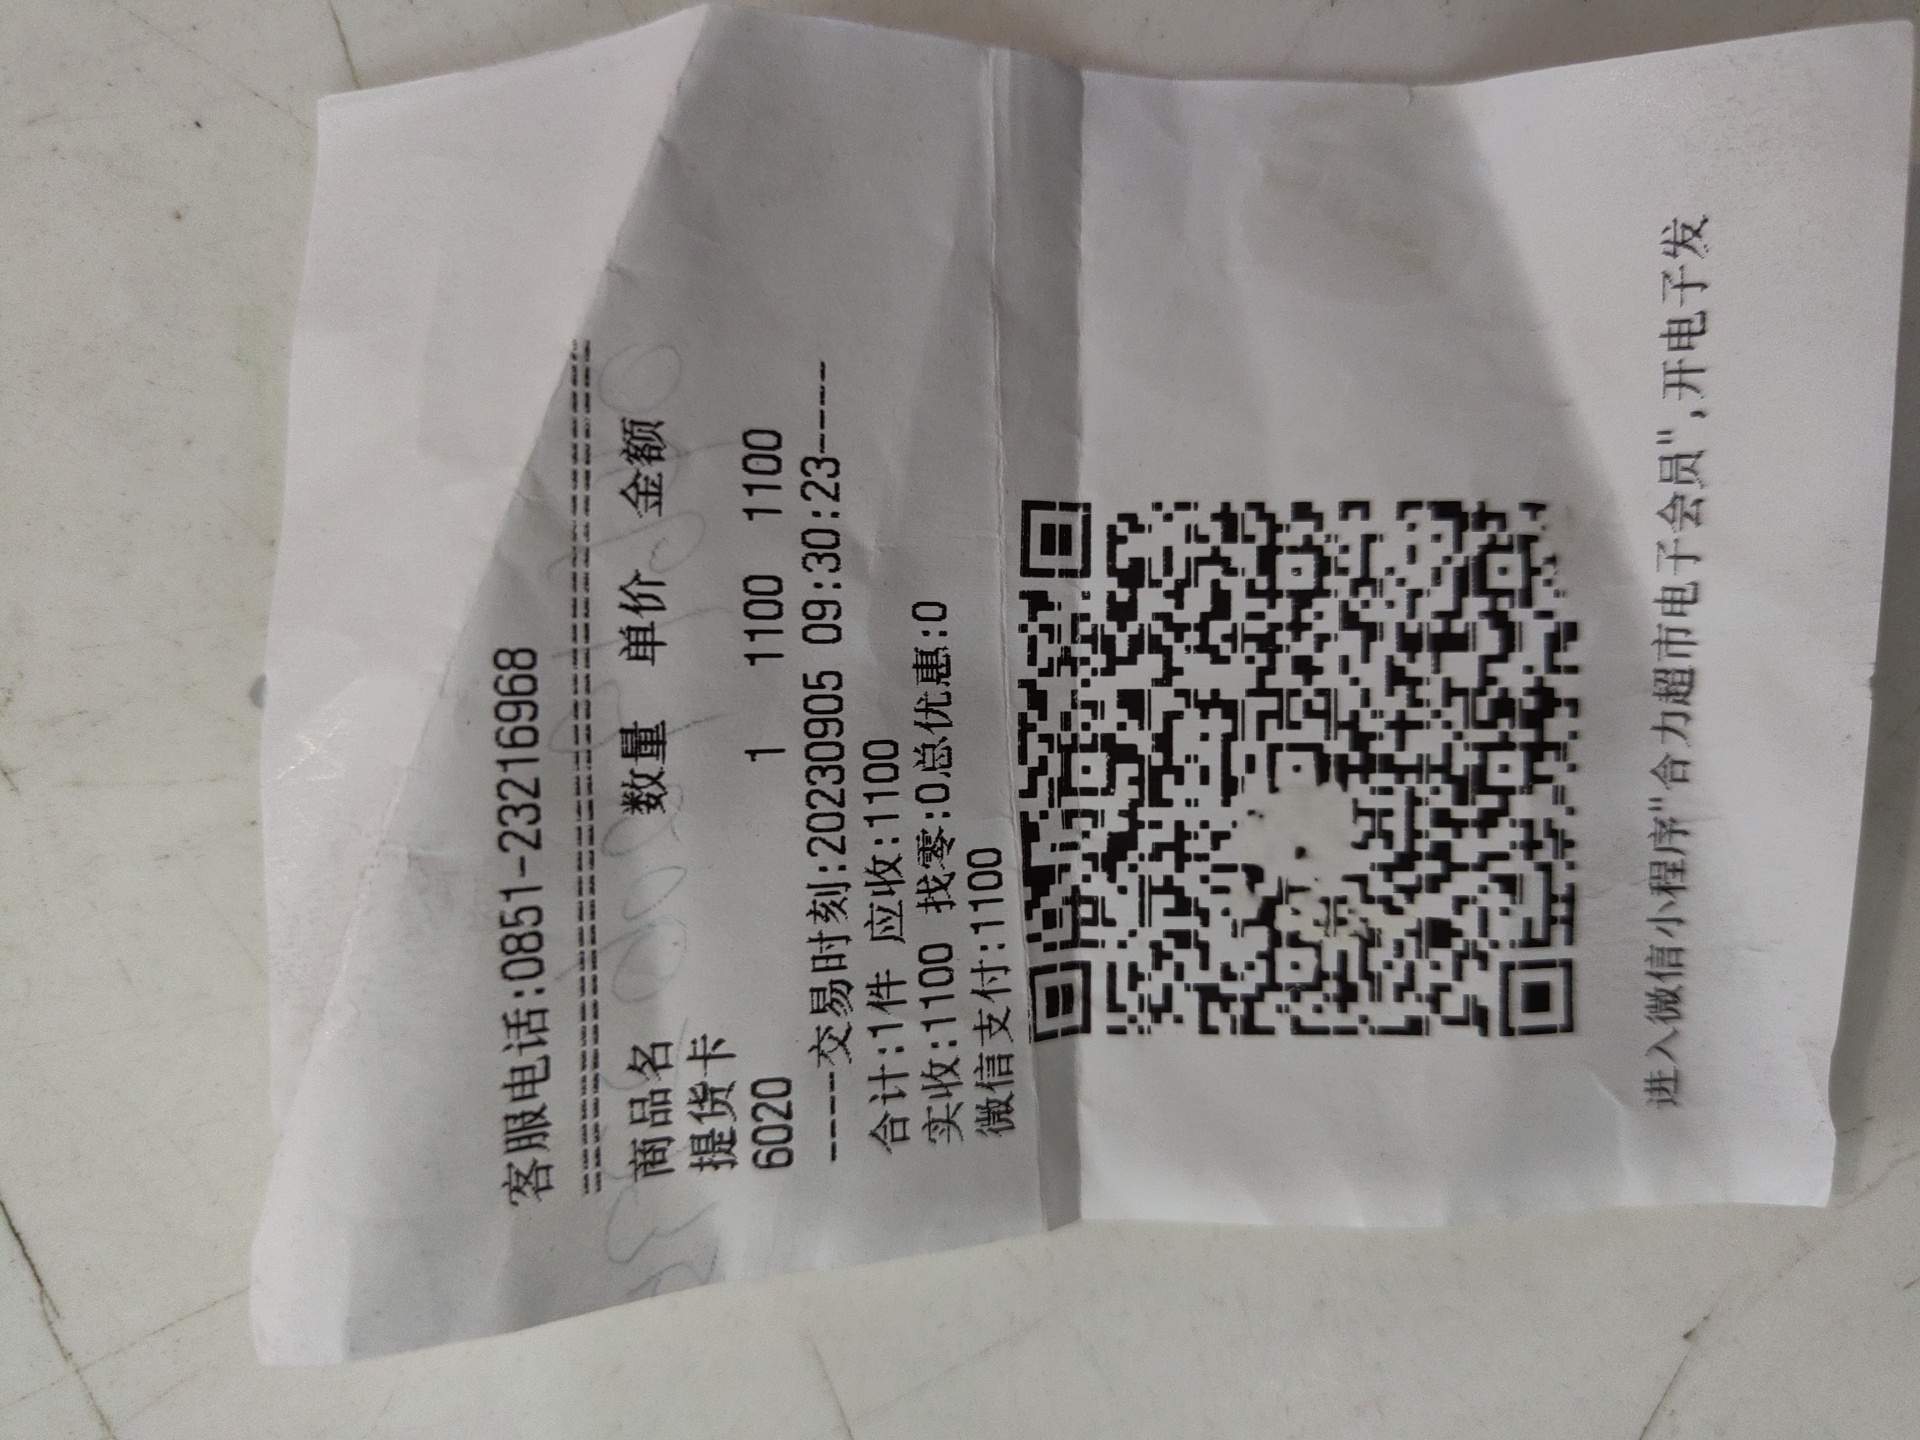 客服电话:0851-23216968
================================
商品名 数量 单价 金额
提货卡
6020 1 1100 1100
-----交易时刻:20230905 09:30:23----
合计:1件 应收:1100
实收:1100 找零:0总优惠:0
微信支付:1100
进入微信小程序"合力超市电子会员",开电子发